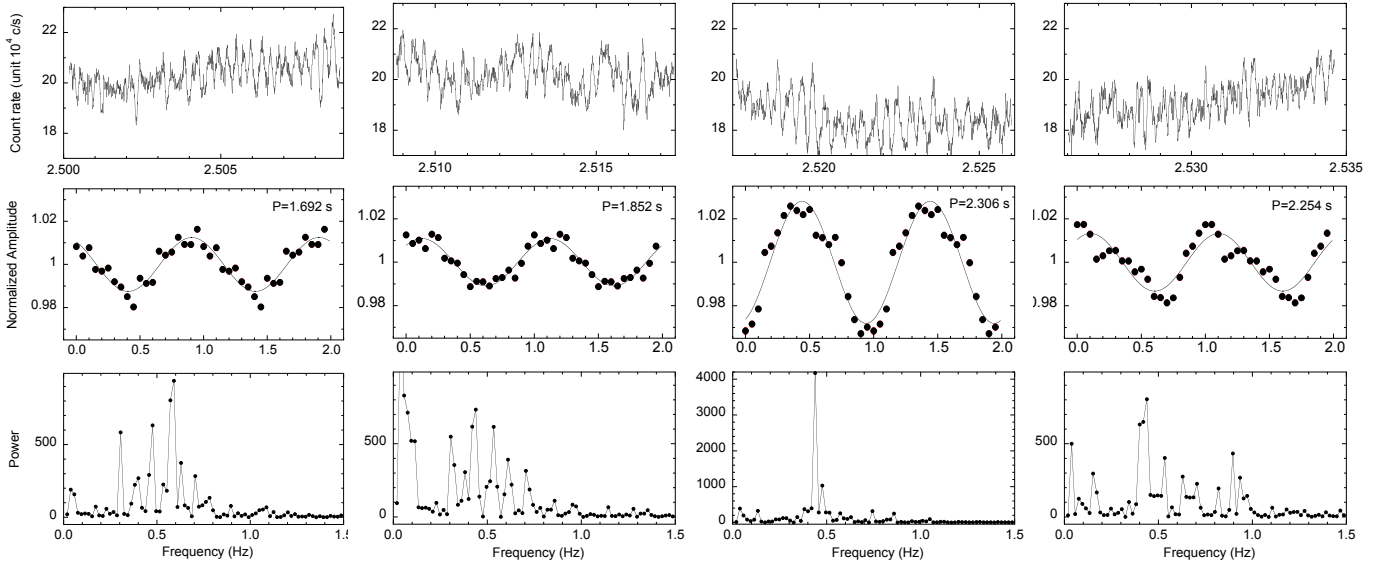 Count rate (unit 10^4 c/s)
22
20
18
2.500
2.505
22
20
18
2.510
2.515
22
20
18
2.520
2.525
22
20
18
2.530
2.535
Normalized Amplitude
P=1.692 s
1.02
1
0.98
0.0 0.5 1.0 1.5 2.0
P=1.852 s
1.02
1
0.98
0.0 0.5 1.0 1.5 2.0
P=2.306 s
1.02
1
0.98
0.0 0.5 1.0 1.5 2.0
P=2.254 s
1.02
1
0.98
0.0 0.5 1.0 1.5 2.0
Power
500
0
0.0 0.5 1.0 1.5
Frequency (Hz)
500
0
0.0 0.5 1.0 1.5
Frequency (Hz)
4000
3000
2000
1000
0
0.0 0.5 1.0 1.5
Frequency (Hz)
500
0
0.0 0.5 1.0 1.5
Frequency (Hz)